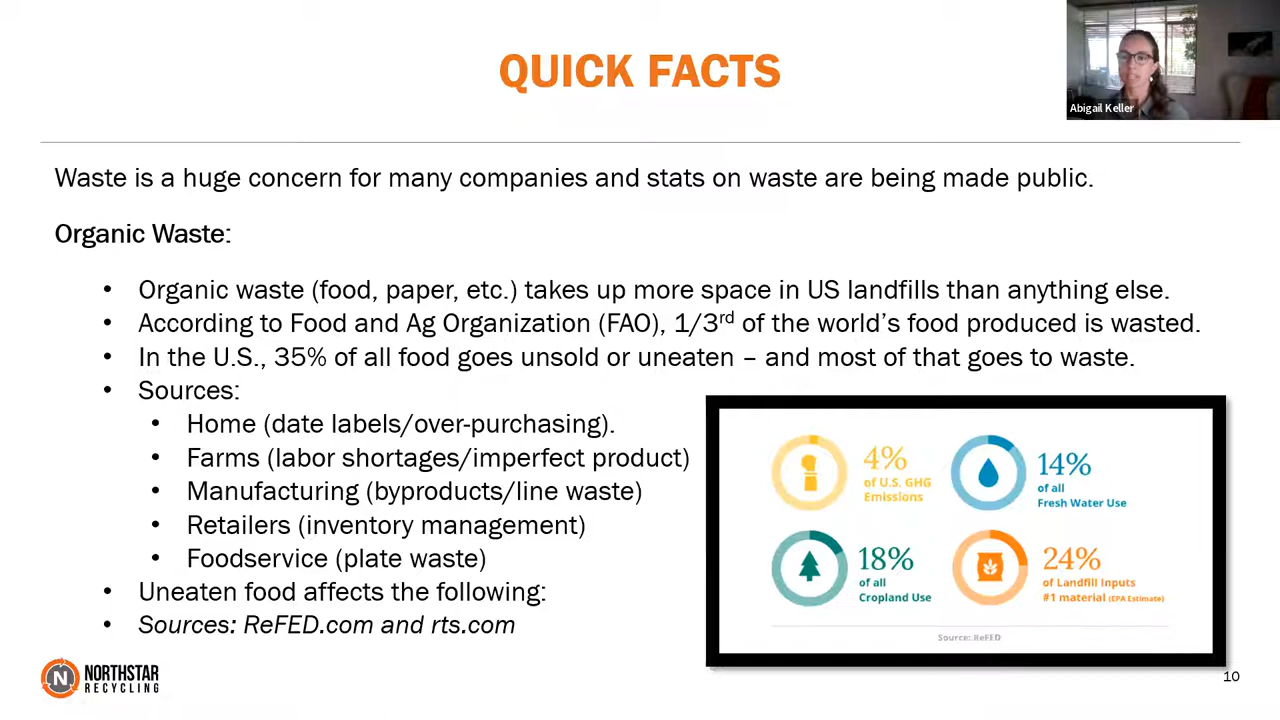 QUICK FACTS
Abigail Keller
Waste is a huge concern for many companies and stats on waste are being made public.
Organic Waste:
• Organic waste (food, paper, etc.) takes up more space in US landfills than anything else.
• According to Food and Ag Organization (FAO), 1/3rd of the world’s food produced is wasted.
• In the U.S., 35% of all food goes unsold or uneaten – and most of that goes to waste.
• Sources:
• Home (date labels/over-purchasing).
• Farms (labor shortages/imperfect product)
• Manufacturing (byproducts/line waste)
• Retailers (inventory management)
• Foodservice (plate waste)
• Uneaten food affects the following:
• Sources: ReFED.com and rts.com
4%
of U.S. GHG
Emissions
14%
of all
Fresh Water Use
18%
of all
Cropland Use
24%
of Landfill Inputs
#1 material (EPA Estimate)
Source: ReFED
N
NORTHSTAR
RECYCLING
10